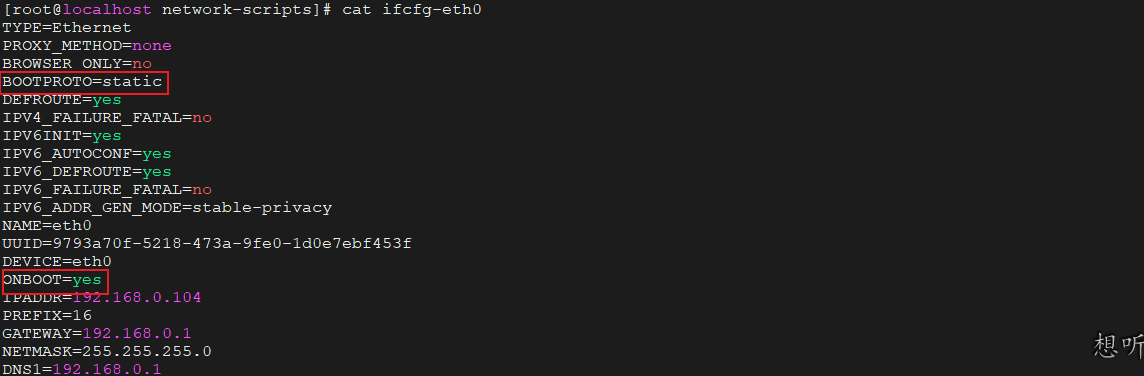 [root@localhost network-scripts]# cat ifcfg-eth0
TYPE=Ethernet
PROXY_METHOD=none
BROWSER_ONLY=no
BOOTPROTO=static
DEFROUTE=yes
IPV4_FAILURE_FATAL=no
IPV6INIT=yes
IPV6_AUTOCONF=yes
IPV6_DEFROUTE=yes
IPV6_FAILURE_FATAL=no
IPV6_ADDR_GEN_MODE=stable-privacy
NAME=eth0
UUID=9793a70f-5218-473a-9fe0-1d0e7ebf453f
DEVICE=eth0
ONBOOT=yes
IPADDR=192.168.0.104
PREFIX=16
GATEWAY=192.168.0.1
NETMASK=255.255.255.0
DNS1=192.168.0.1
想听